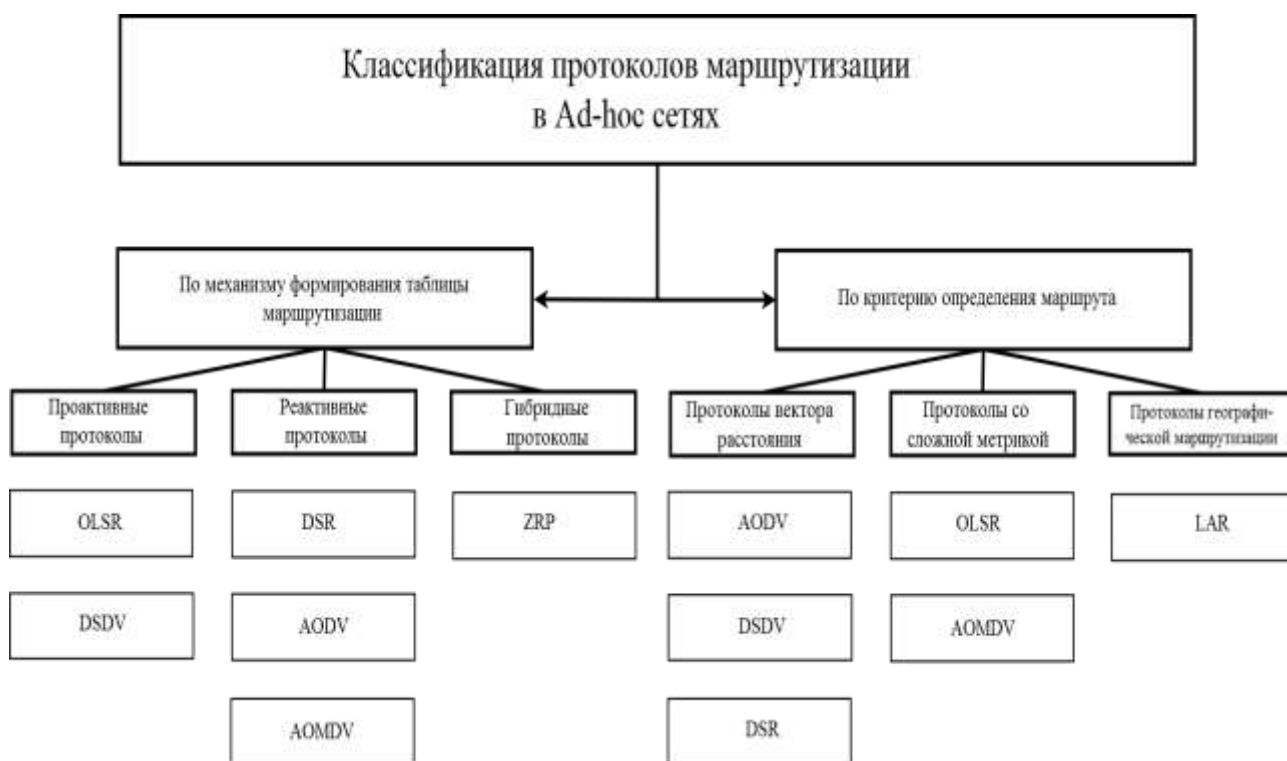 Классификация протоколов маршрутизации
в Ad-hoc сетях
По механизму формирования таблицы
маршрутизации
По критерию определения маршрута
Проактивные
протоколы
Реактивные
протоколы
Гибридные
протоколы
Протоколы вектора
расстояния
Протоколы со
сложной метрикой
Протоколы географи-
ческой маршрутизации
OLSR
DSR
ZRP
AODV
OLSR
LAR
DSDV
AODV
DSDV
AOMDV
AOMDV
DSR